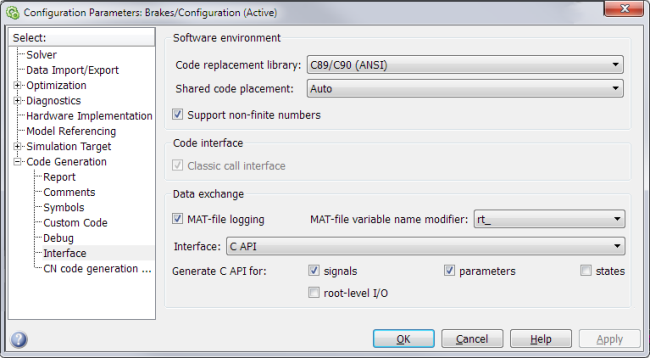 Configuration Parameters: Brakes/Configuration (Active)
Select:
Solver
Data Import/Export
Optimization
Diagnostics
Hardware Implementation
Model Referencing
Simulation Target
Code Generation
Report
Comments
Symbols
Custom Code
Debug
Interface
CN code generation ...
Software environment
Code replacement library: C89/C90 (ANSI)
Shared code placement: Auto
Support non-finite numbers
Code interface
Classic call interface
Data exchange
MAT-file logging MAT-file variable name modifier: rt_
Interface: C API
Generate C API for: signals parameters states
root-level I/O
OK Cancel Help Apply